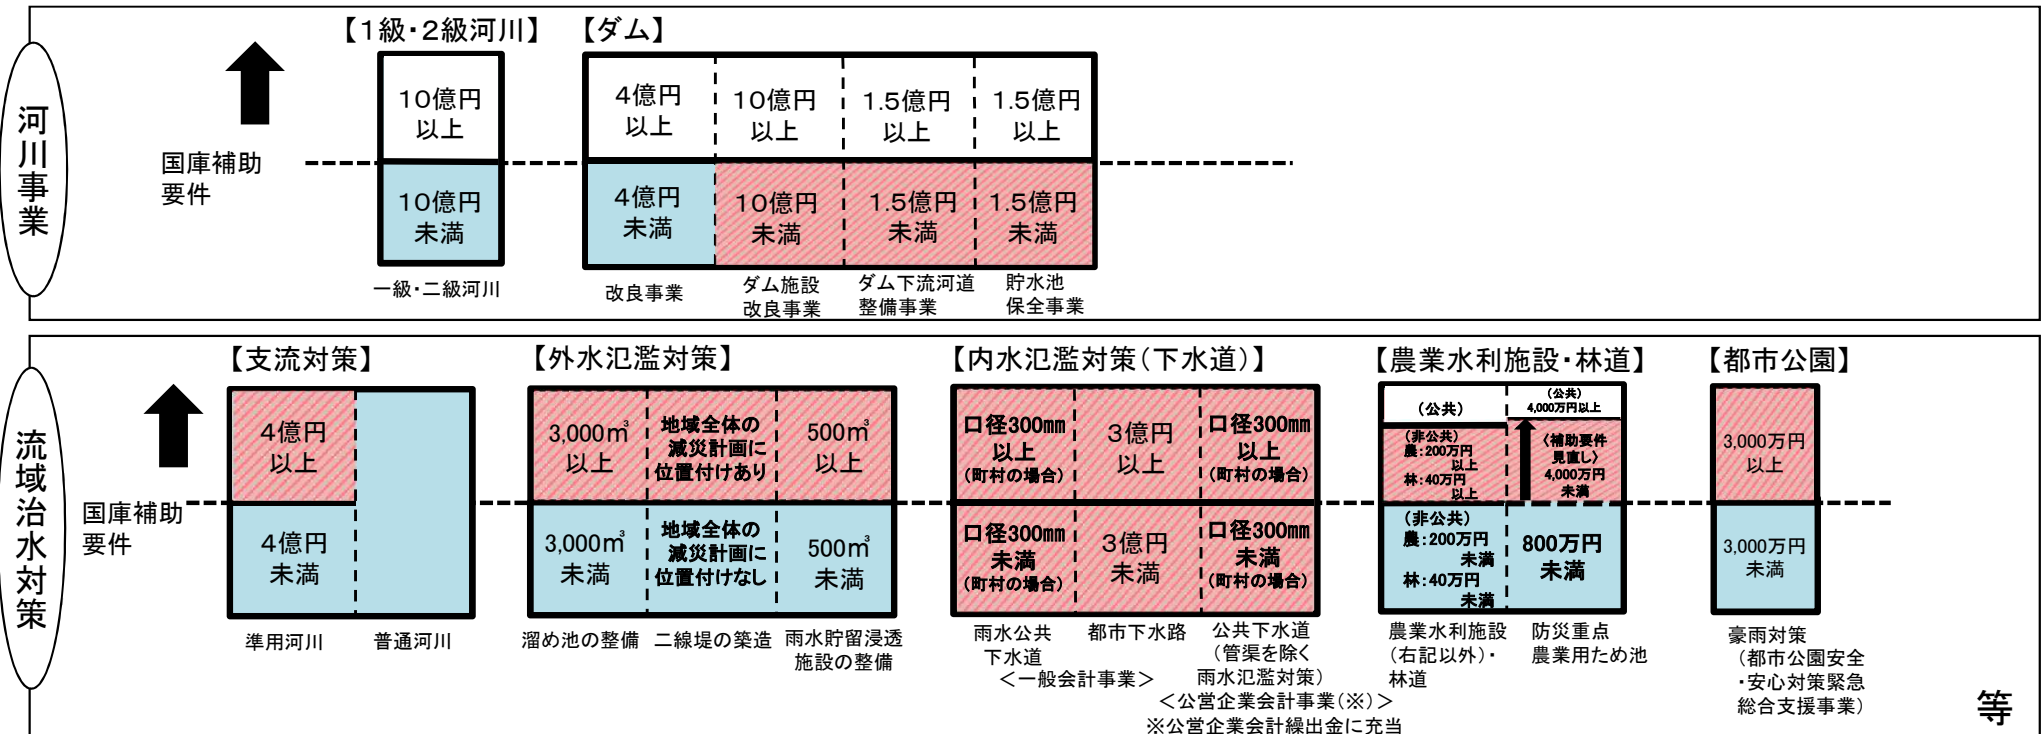 河川事業
【１級・２級河川】
【ダム】
国庫補助
要件
１０億円
以上
１０億円
未満
一級・二級河川
４億円
以上
４億円
未満
改良事業
１０億円
以上
１０億円
未満
ダム施設
改良事業
１.５億円
以上
１.５億円
未満
ダム下流河道
整備事業
１.５億円
以上
１.５億円
未満
貯水池
保全事業
流域治水対策
国庫補助
要件
【支流対策】
４億円
以上
４億円
未満
準用河川
普通河川
【外水氾濫対策】
3,000㎥
以上
3,000㎥
未満
溜め池の整備
地域全体の
減災計画に
位置付けあり
地域全体の
減災計画に
位置付けなし
二線堤の築造
500㎥
以上
500㎥
未満
雨水貯留浸透
施設の整備
【内水氾濫対策（下水道）】
口径300㎜
以上
（町村の場合）
口径300㎜
未満
（町村の場合）
雨水公共
下水道
３億円
以上
３億円
未満
都市下水路
＜一般会計事業＞
口径300㎜
以上
（町村の場合）
口径300㎜
未満
（町村の場合）
公共下水道
（管渠を除く
雨水氾濫対策）
＜公営企業会計事業（※）＞
※公営企業会計繰出金に充当
【農業水利施設・林道】
（公共）
（非公共）
農：200万円
以上
林：40万円
以上
（非公共）
農：200万円
未満
林：40万円
未満
農業水利施設
（右記以外）・
林道
（公共）
4,000万円以上
〈補助要件
見直し〉
4,000万円
未満
800万円
未満
防災重点
農業用ため池
【都市公園】
3,000万円
以上
3,000万円
未満
豪雨対策
（都市公園安全
・安心対策緊急
総合支援事業）
等